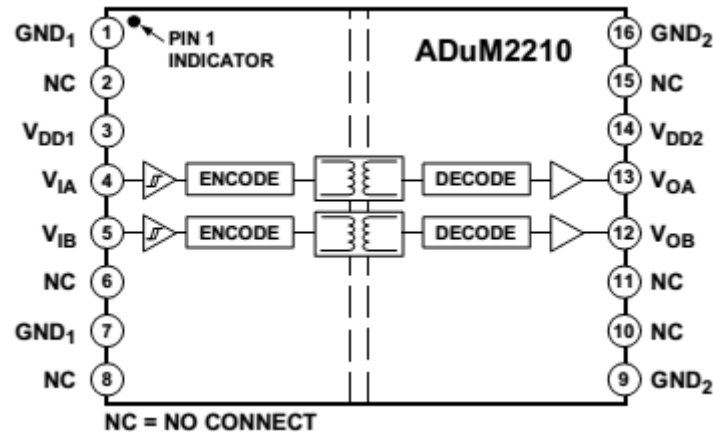 GND1 1 PIN 1 INDICATOR ADuM2210 16 GND2
NC 2 15 NC
VDD1 3 14 VDD2
VIA 4 ENCODE DECODE 13 VOA
VIB 5 ENCODE DECODE 12 VOB
NC 6 11 NC
GND1 7 10 NC
NC 8 9 GND2
NC = NO CONNECT